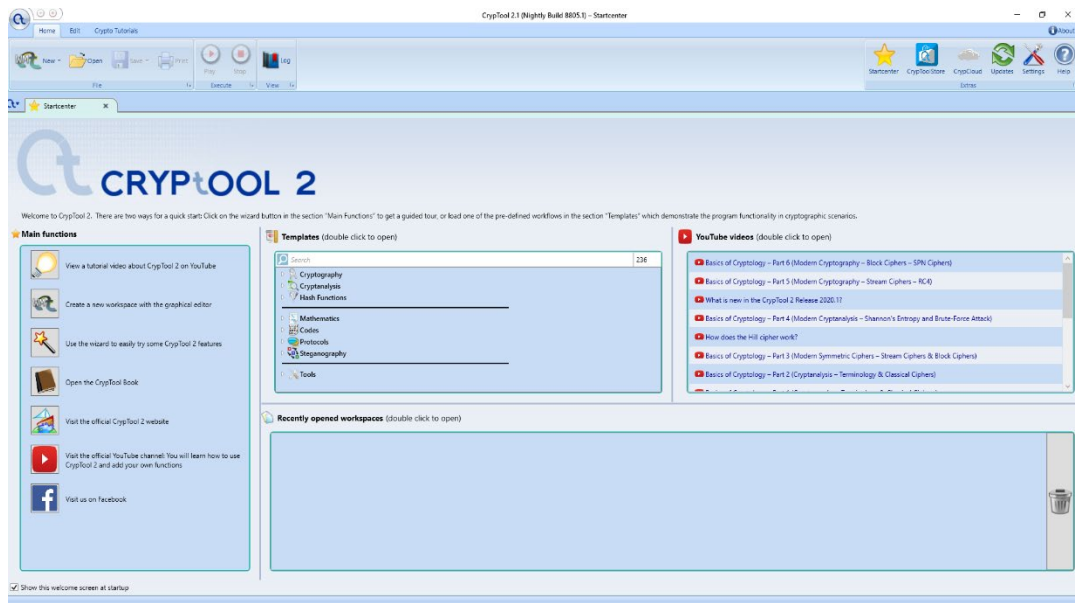 CrypTool 2.1 (Nightly Build 8805.1) – Startcenter
Home Edit Crypto Tutorials
About
New Open Save Print Play Stop Log
Startcenter CrypToolStore CrypCloud Updates Settings Help
File Execute View Extras
Startcenter
CRYPtOOL 2
Welcome to CrypTool 2. There are two ways for a quick start: Click on the wizard button in the section "Main Functions" to get a guided tour, or load one of the pre-defined workflows in the section "Templates" which demonstrate the program functionality in cryptographic scenarios.
Main functions
View a tutorial video about CrypTool 2 on YouTube
Create a new workspace with the graphical editor
Use the wizard to easily try some CrypTool 2 features
Open the CrypTool Book
Visit the official CrypTool 2 website
Visit the official YouTube channel: You will learn how to use
CrypTool 2 and add your own functions
Visit us on Facebook
Templates (double click to open)
Search 236
Cryptography
Cryptanalysis
Hash Functions
Mathematics
Codes
Protocols
Steganography
Tools
YouTube videos (double click to open)
Basics of Cryptology – Part 6 (Modern Cryptography – Block Ciphers – SPN Ciphers)
Basics of Cryptology – Part 5 (Modern Cryptography – Stream Ciphers – RC4)
What is new in the CrypTool 2 Release 2020.1?
Basics of Cryptology – Part 4 (Modern Cryptanalysis – Shannon's Entropy and Brute-Force Attack)
How does the Hill cipher work?
Basics of Cryptology – Part 3 (Modern Symmetric Ciphers – Stream Ciphers & Block Ciphers)
Basics of Cryptology – Part 2 (Cryptanalysis – Terminology & Classical Ciphers)
Recently opened workspaces (double click to open)
Show this welcome screen at startup